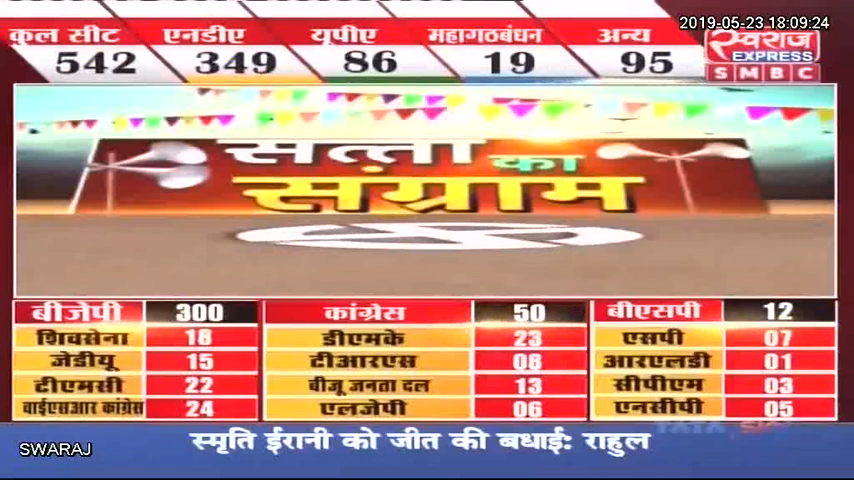 2019-05-23 18:09:24
कुल सीट एनडीए यूपीए महागठबंधन अन्य
542 349 86 19 95
स्वराज
EXPRESS
SMBC
सत्ता का
संग्राम
बीजेपी 300 कांग्रेस 50 बीएसपी 12
शिवसेना 18 डीएमके 23 एसपी 07
जेडीयू 15 टीआरएस 08 आरएलडी 01
टीएमसी 22 बीजू जनता दल 13 सीपीएम 03
वाईएसआर कांग्रेस 24 एलजेपी 06 एनसीपी 05
TATA SKY
SWARAJ स्मृति ईरानी को जीत की बधाई: राहुल